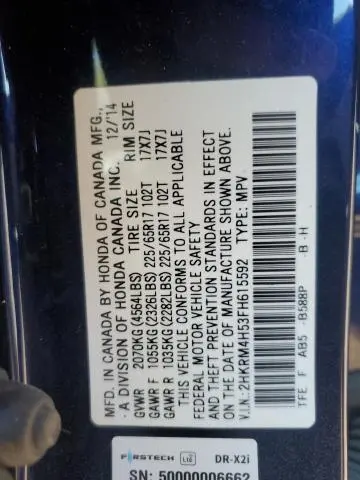 MFD. IN CANADA BY HONDA OF CANADA MFG.,
A DIVISION OF HONDA CANADA INC. 12/'14
GVWR 2070KG(4564LBS) TIRE SIZE RIM SIZE
GAWR F 1055KG(2326LBS) 225/65R17 102T 17X7J
GAWR R 1035KG(2282LBS) 225/65R17 102T 17X7J
THIS VEHICLE CONFORMS TO ALL APPLICABLE
FEDERAL MOTOR VEHICLE SAFETY
AND THEFT PREVENTION STANDARDS IN EFFECT
ON THE DATE OF MANUFACTURE SHOWN ABOVE.
V.I.N.: 2HKRM4H53FH615592 TYPE: MPV
TFE F AB5 -B588P -B -H
FIRSTECH LTE DR-X2i
SN: 50000006662